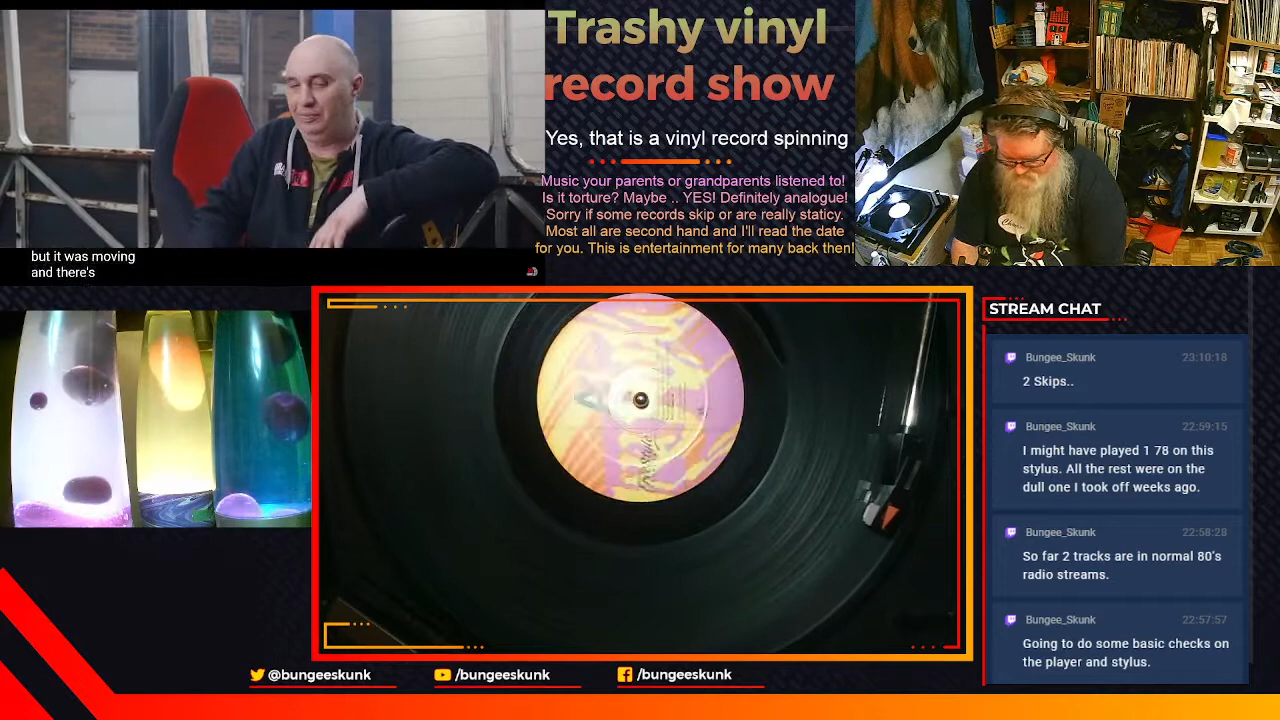 Trashy vinyl
record show
Yes, that is a vinyl record spinning
Music your parents or grandparents listened to!
Is it torture? Maybe .. YES! Definitely analogue!
Sorry if some records skip or are really staticy.
Most all are second hand and I'll read the date
for you. This is entertainment for many back then!
but it was moving
and there's
STREAM CHAT
Bungee_Skunk 23:10:18
2 Skips..
Bungee_Skunk 22:59:15
I might have played 1 78 on this
stylus. All the rest were on the
dull one I took off weeks ago.
Bungee_Skunk 22:58:28
So far 2 tracks are in normal 80's
radio streams.
Bungee_Skunk 22:57:57
Going to do some basic checks on
the player and stylus.
@bungeeskunk
/bungeeskunk
/bungeeskunk